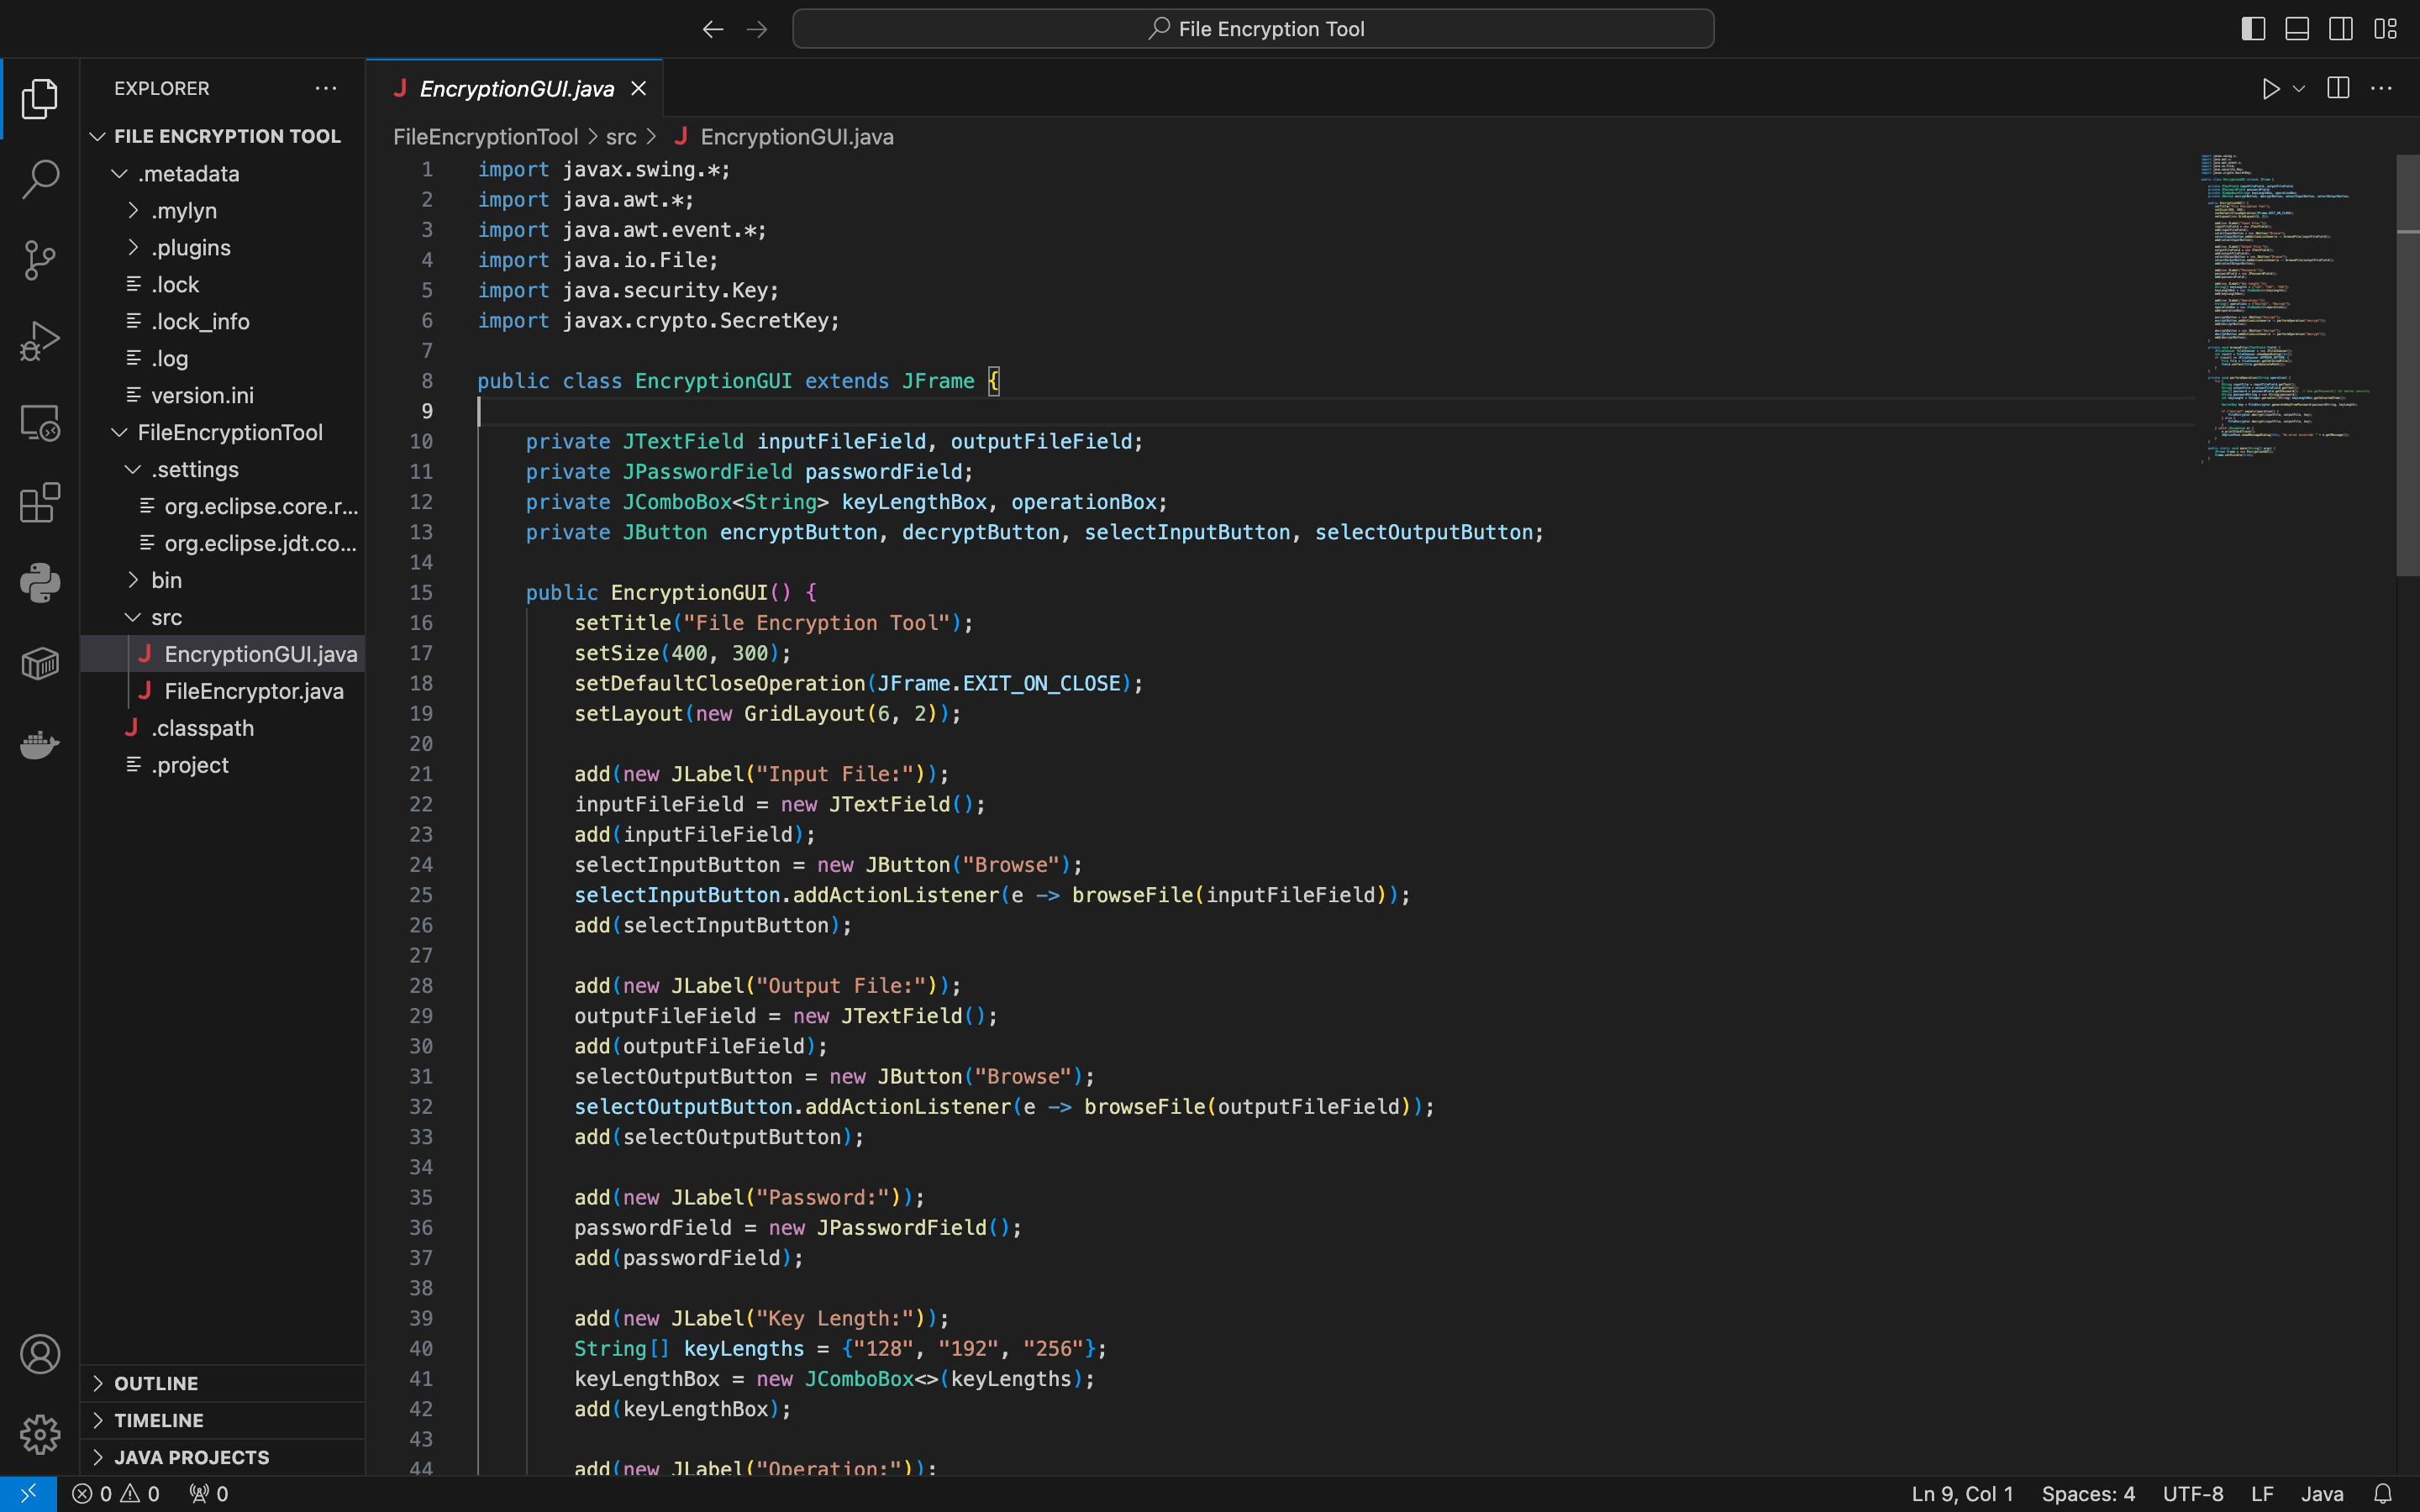 File Encryption Tool
EXPLORER
FILE ENCRYPTION TOOL
.metadata
.mylyn
.plugins
.lock
.lock_info
.log
version.ini
FileEncryptionTool
.settings
org.eclipse.core.r...
org.eclipse.jdt.co...
bin
src
J EncryptionGUI.java
J FileEncryptor.java
J .classpath
.project
OUTLINE
TIMELINE
JAVA PROJECTS
J EncryptionGUI.java
FileEncryptionTool > src > J EncryptionGUI.java
1 import javax.swing.*;
2 import java.awt.*;
3 import java.awt.event.*;
4 import java.io.File;
5 import java.security.Key;
6 import javax.crypto.SecretKey;
7
8 public class EncryptionGUI extends JFrame {
9
10 private JTextField inputFileField, outputFileField;
11 private JPasswordField passwordField;
12 private JComboBox<String> keyLengthBox, operationBox;
13 private JButton encryptButton, decryptButton, selectInputButton, selectOutputButton;
14
15 public EncryptionGUI() {
16 setTitle("File Encryption Tool");
17 setSize(400, 300);
18 setDefaultCloseOperation(JFrame.EXIT_ON_CLOSE);
19 setLayout(new GridLayout(6, 2));
20
21 add(new JLabel("Input File:"));
22 inputFileField = new JTextField();
23 add(inputFileField);
24 selectInputButton = new JButton("Browse");
25 selectInputButton.addActionListener(e -> browseFile(inputFileField));
26 add(selectInputButton);
27
28 add(new JLabel("Output File:"));
29 outputFileField = new JTextField();
30 add(outputFileField);
31 selectOutputButton = new JButton("Browse");
32 selectOutputButton.addActionListener(e -> browseFile(outputFileField));
33 add(selectOutputButton);
34
35 add(new JLabel("Password:"));
36 passwordField = new JPasswordField();
37 add(passwordField);
38
39 add(new JLabel("Key Length:"));
40 String[] keyLengths = {"128", "192", "256"};
41 keyLengthBox = new JComboBox<>(keyLengths);
42 add(keyLengthBox);
43
44 add(new JLabel("Operation:"));
0 0 0
Ln 9, Col 1 Spaces: 4 UTF-8 LF Java